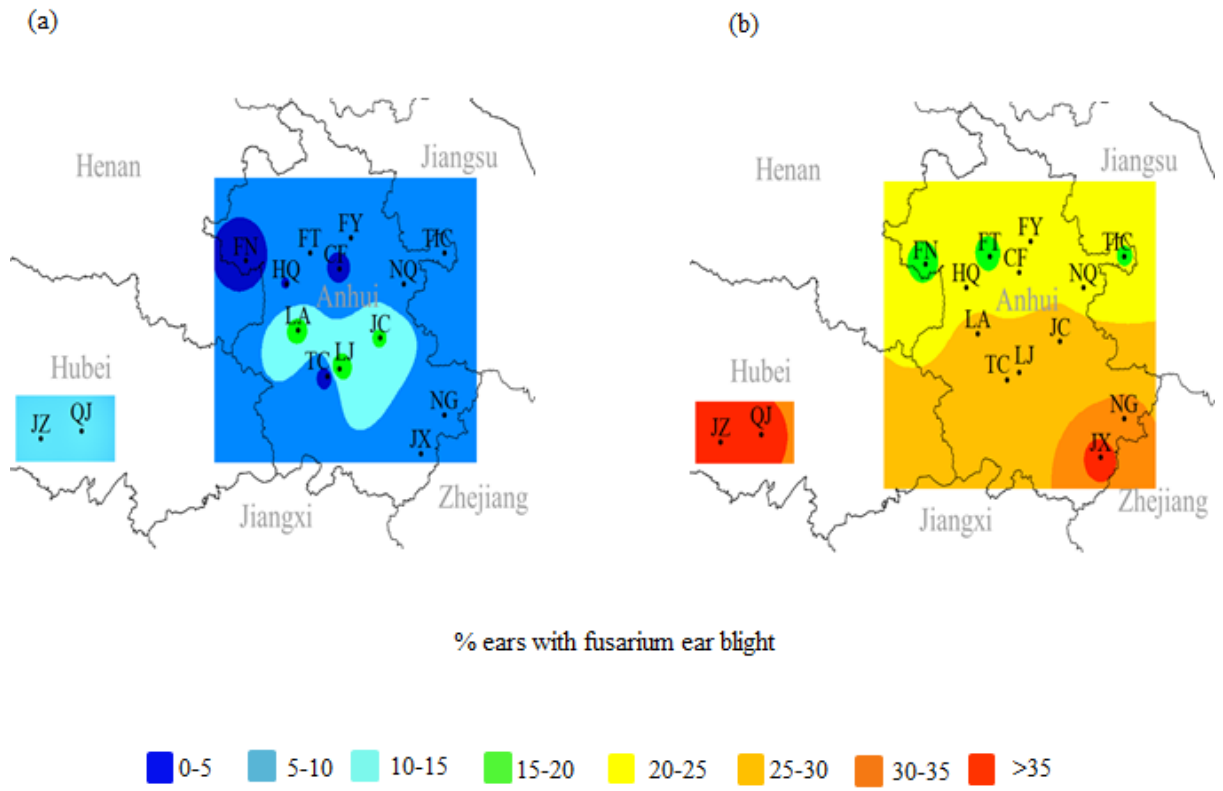 (a)
(b)
Henan
Jiangsu
FN
FT
FY
CF
TIC
HQ
NQ
Anhui
LA
JC
TC
LJ
Hubei
JZ
QJ
NG
JX
Jiangxi
Zhejiang
Henan
Jiangsu
FN
FT
FY
CF
TIC
HQ
NQ
Anhui
LA
JC
TC
LJ
Hubei
JZ
QJ
NG
JX
Jiangxi
Zhejiang
% ears with fusarium ear blight
0-5 5-10 10-15 15-20 20-25 25-30 30-35 >35